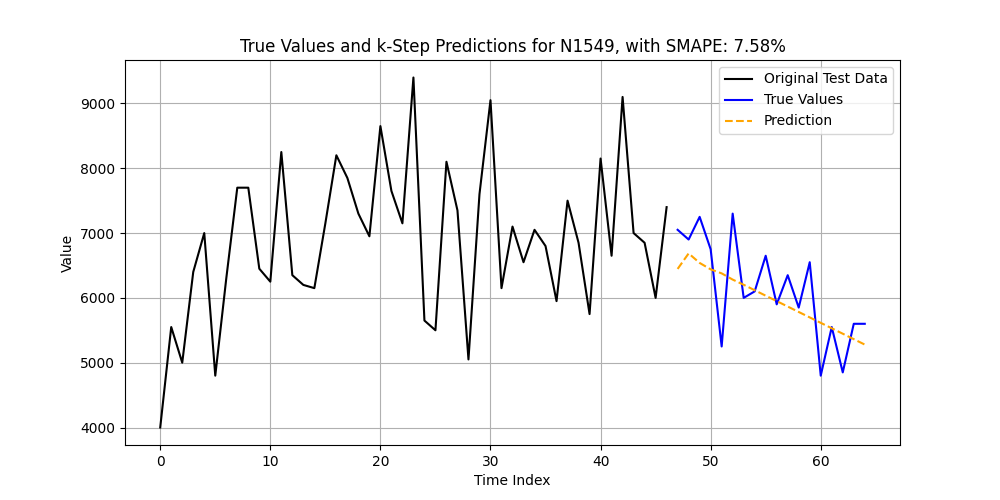 True Values and k-Step Predictions for N1549, with SMAPE: 7.58%
Original Test Data
True Values
Prediction
Value
9000
8000
7000
6000
5000
4000
0 10 20 30 40 50 60
Time Index